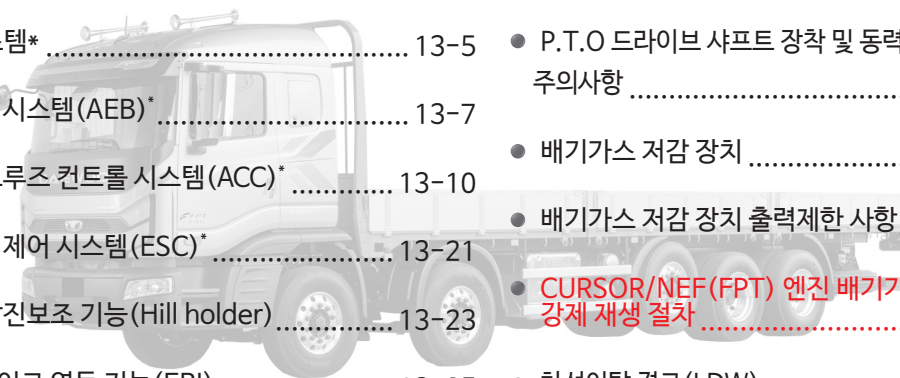 템* 13-5
시스템(AEB)* 13-7
루즈 컨트롤 시스템(ACC)* 13-10
제어 시스템(ESC)* 13-21
진보조 기능(Hill holder) 13-23
P.T.O 드라이브 샤프트 장착 및 동력
주의사항
배기가스 저감 장치
배기가스 저감 장치 출력제한 사항
CURSOR/NEF(FPT) 엔진 배기가
강제 재생 절차